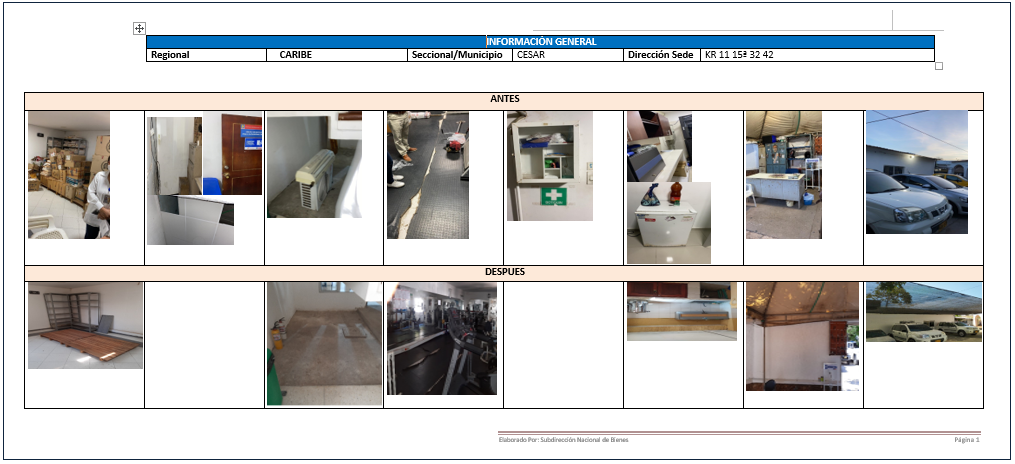 INFORMACIÓN GENERAL
Regional CARIBE Seccional/Municipio CESAR Dirección Sede KR 11 15ª 32 42
ANTES
DESPUES
Elaborado Por: Subdirección Nacional de Bienes Página 1